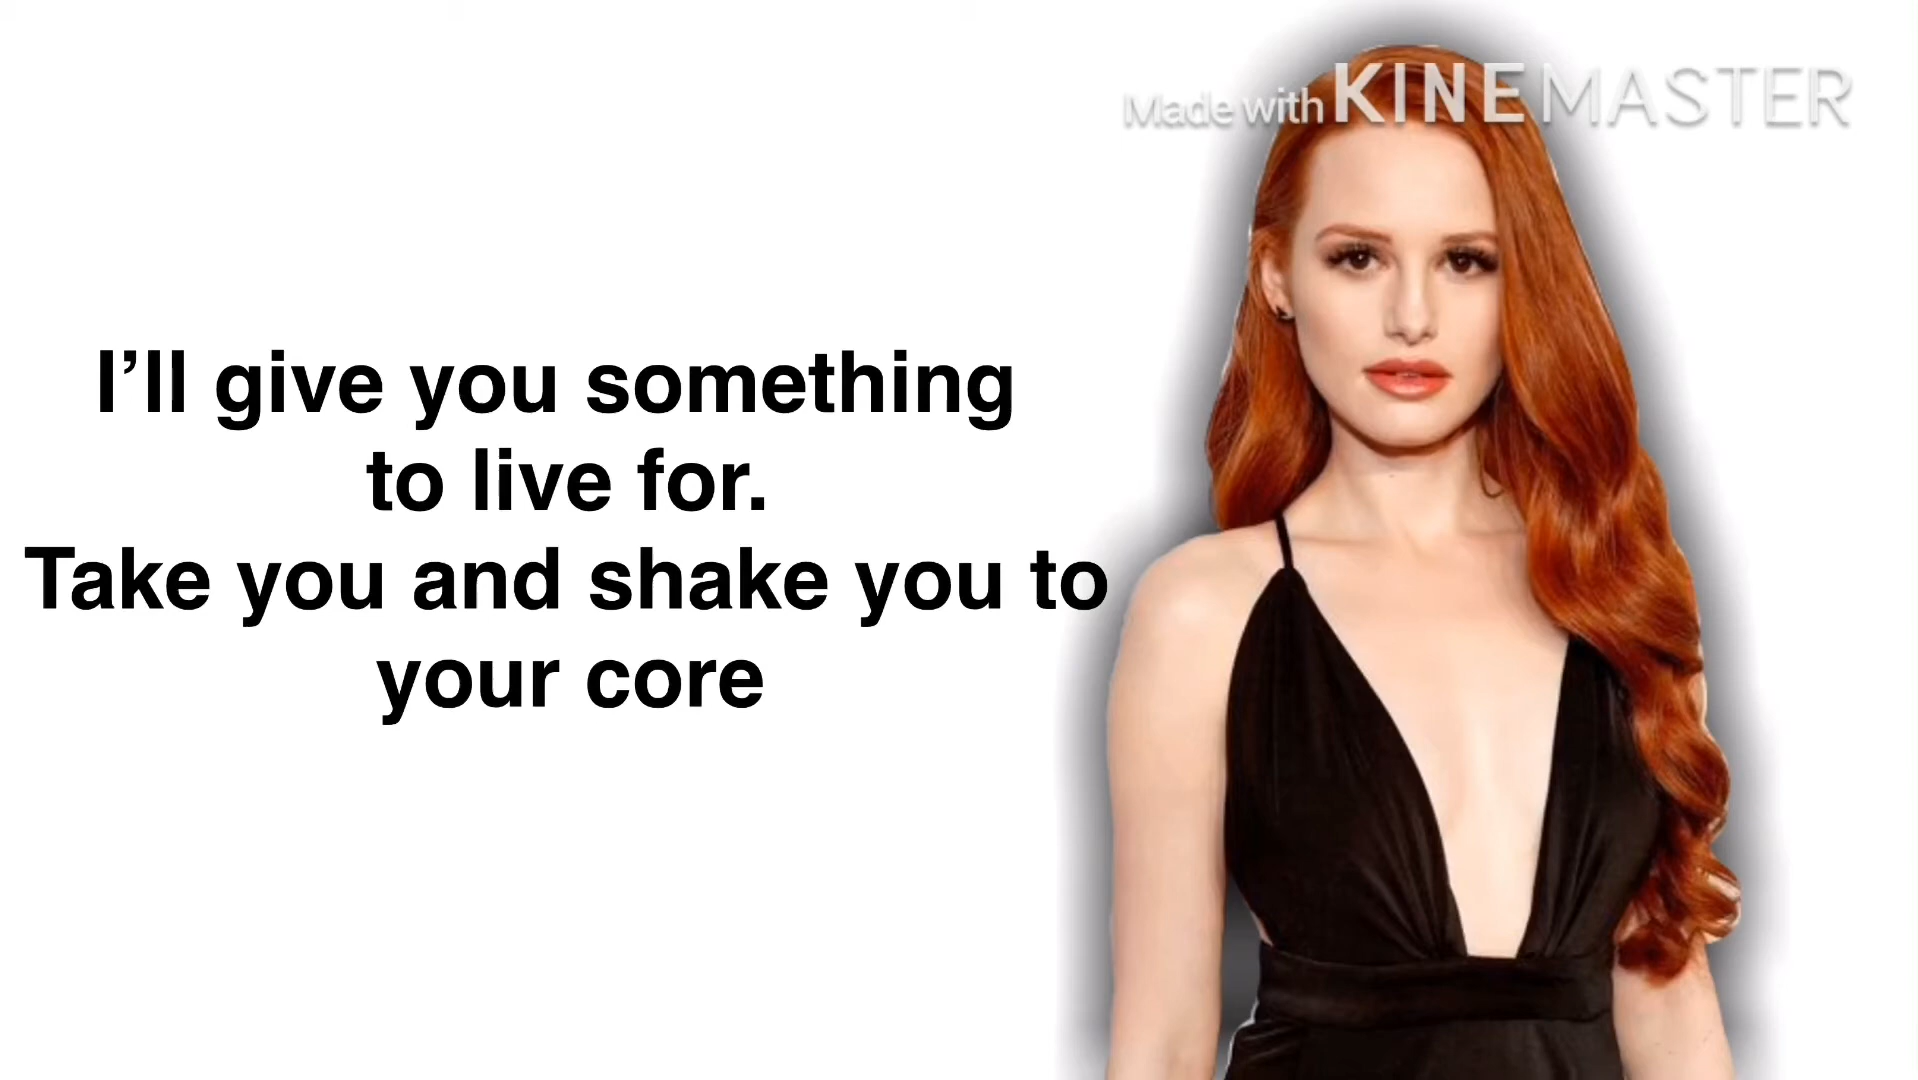 Made with KINEMASTER
I’ll give you something
to live for.
Take you and shake you to
your core